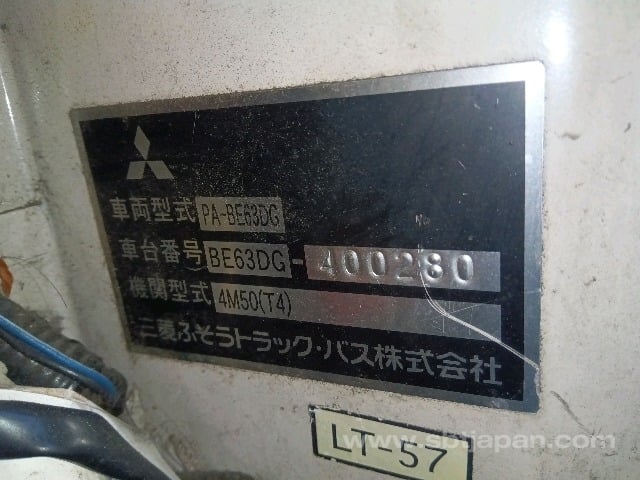 車両型式 PA-BE63DG
車台番号 BE63DG-400280
機関型式 4M50(T4)
三菱ふそうトラック・バス株式会社
LT-57
www.sbtjapan.com